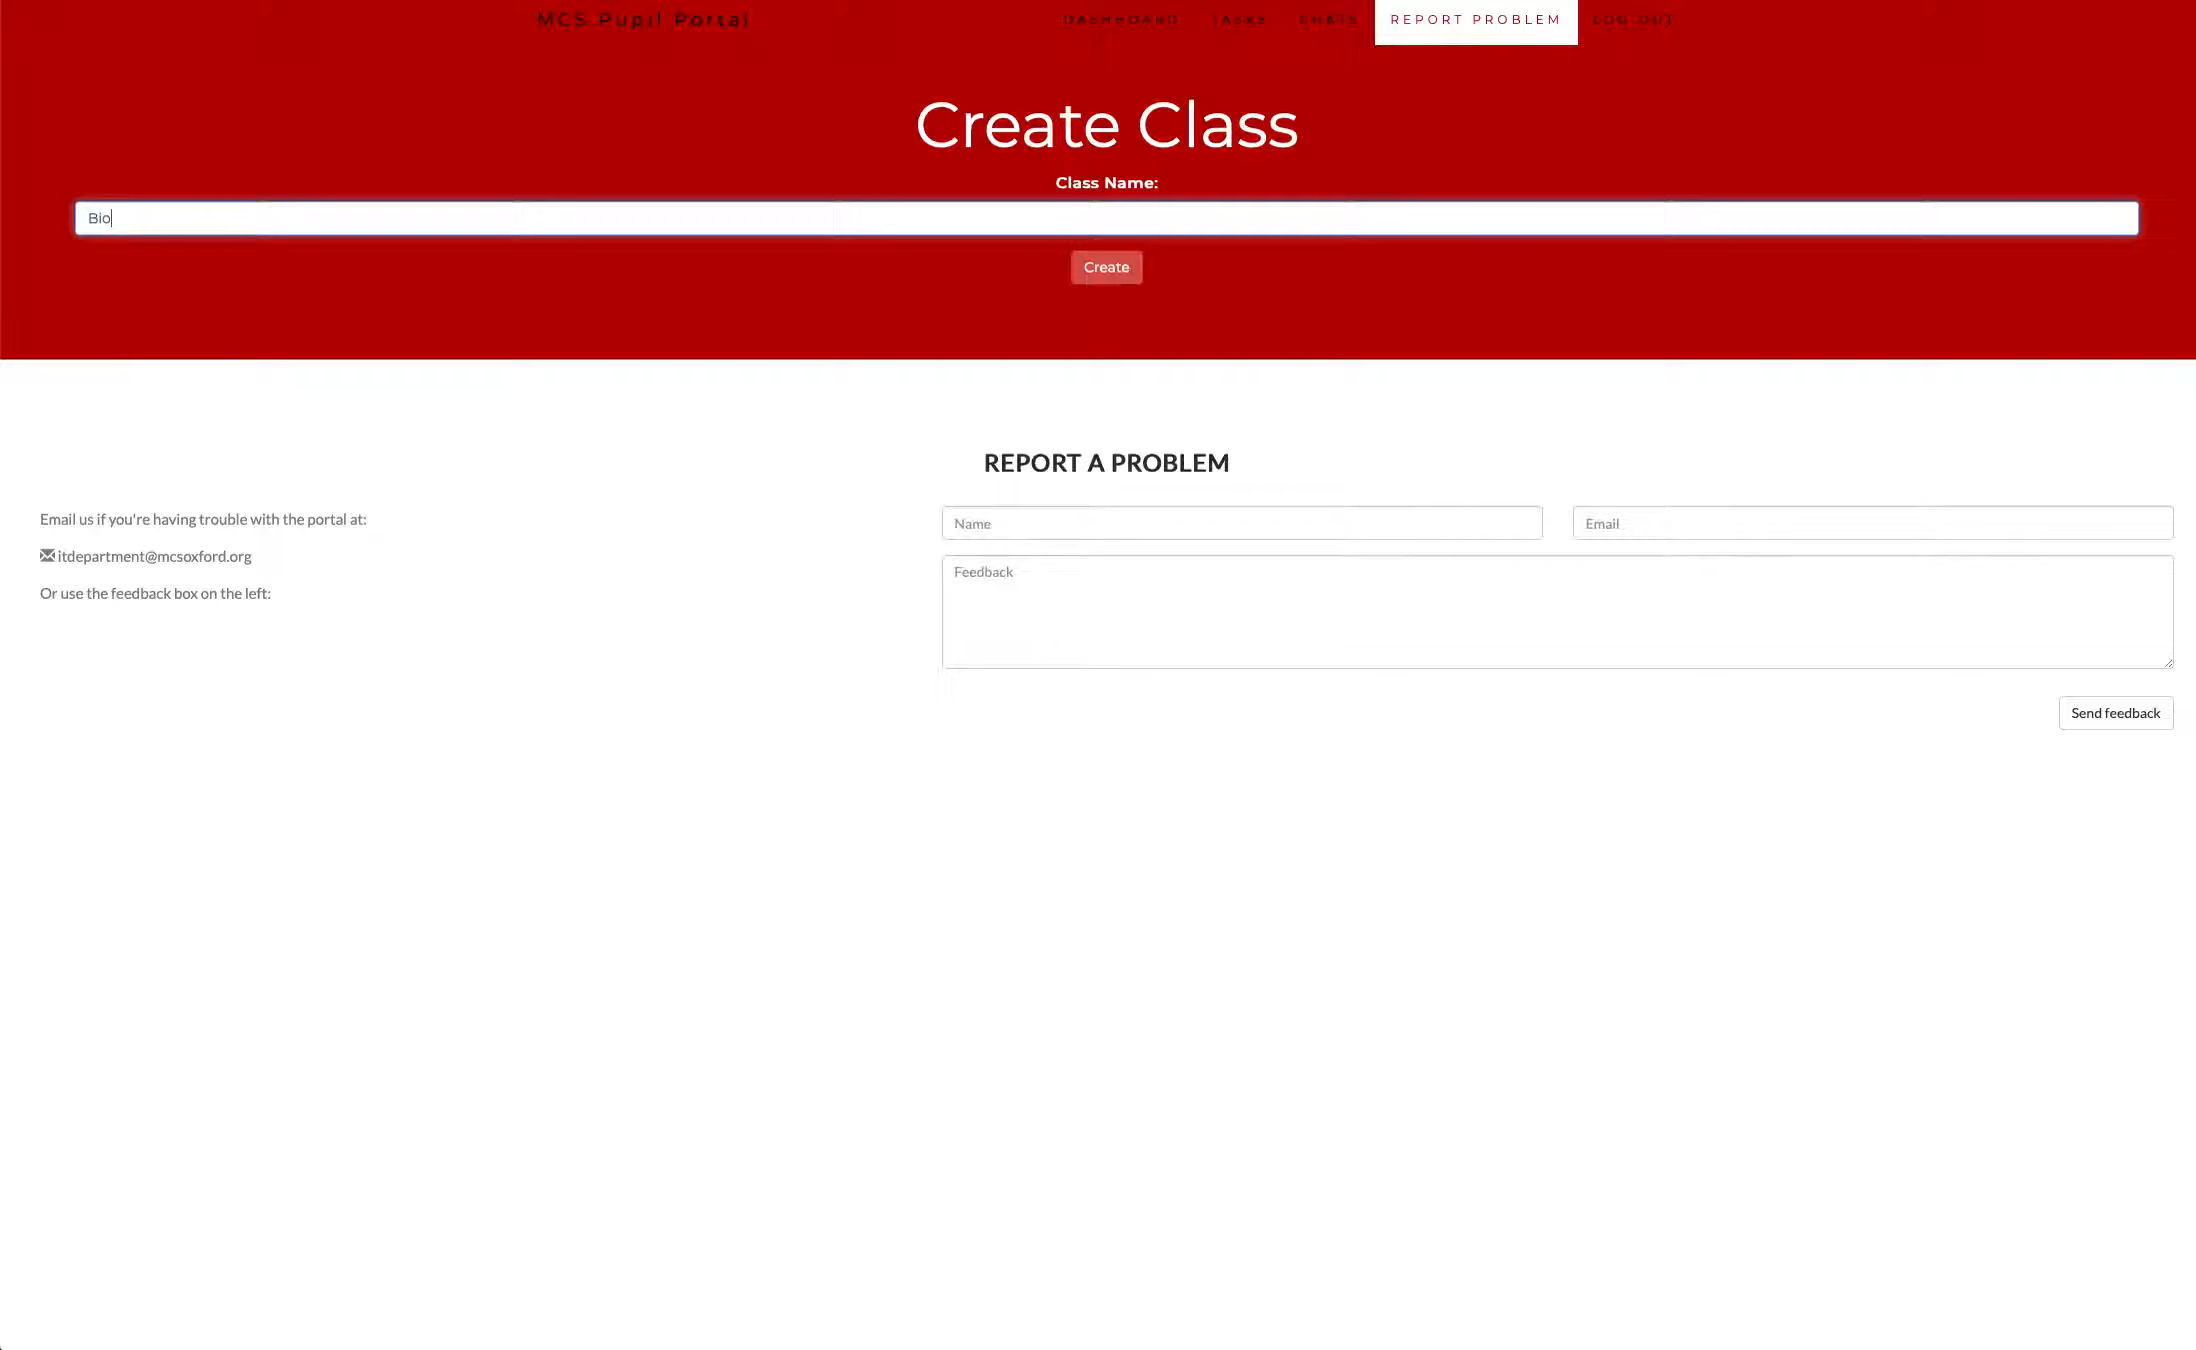 MCS Pupil Portal
DASHBOARD TASKS CHATS REPORT PROBLEM LOG OUT
Create Class
Class Name:
Bio
Create
REPORT A PROBLEM
Email us if you're having trouble with the portal at:
itdepartment@mcsoxford.org
Or use the feedback box on the left:
Name
Email
Feedback
Send feedback